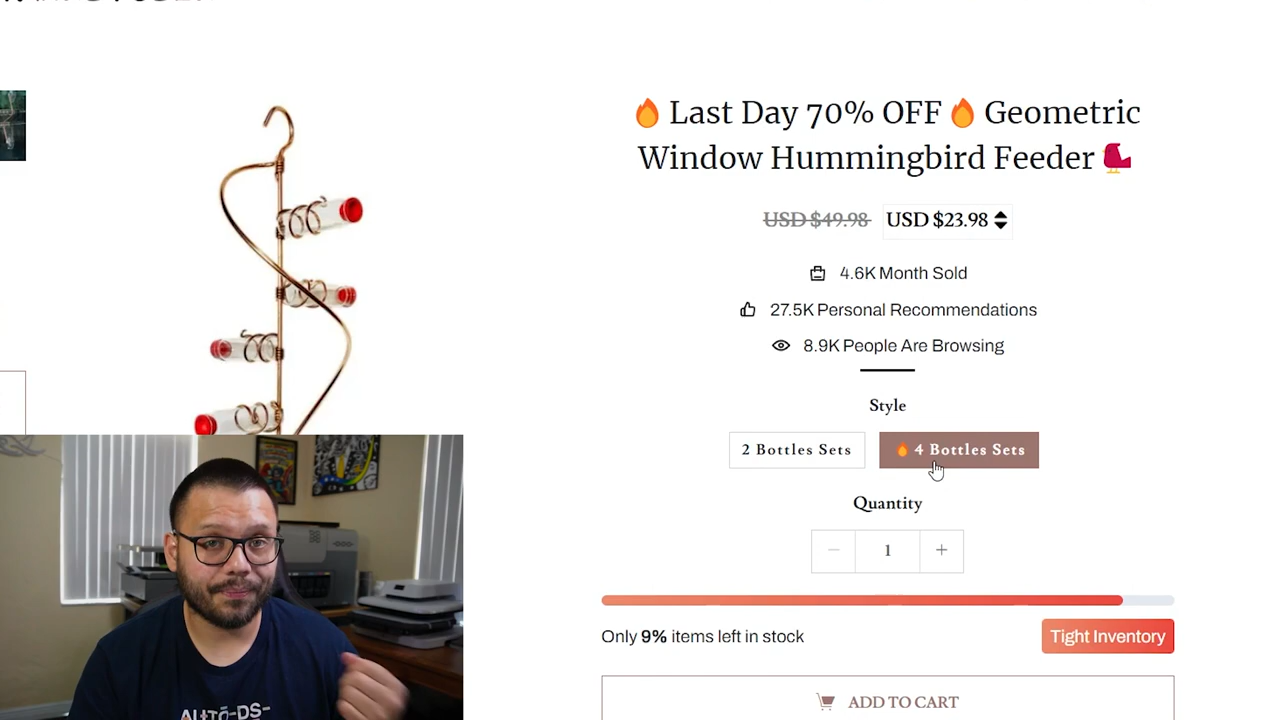 🔥 Last Day 70% OFF 🔥 Geometric
Window Hummingbird Feeder
USD $49.98 USD $23.98
4.6K Month Sold
27.5K Personal Recommendations
8.9K People Are Browsing
Style
2 Bottles Sets
🔥 4 Bottles Sets
Quantity
− 1 +
Only 9% items left in stock
Tight Inventory
ADD TO CART
AUTO-DS-